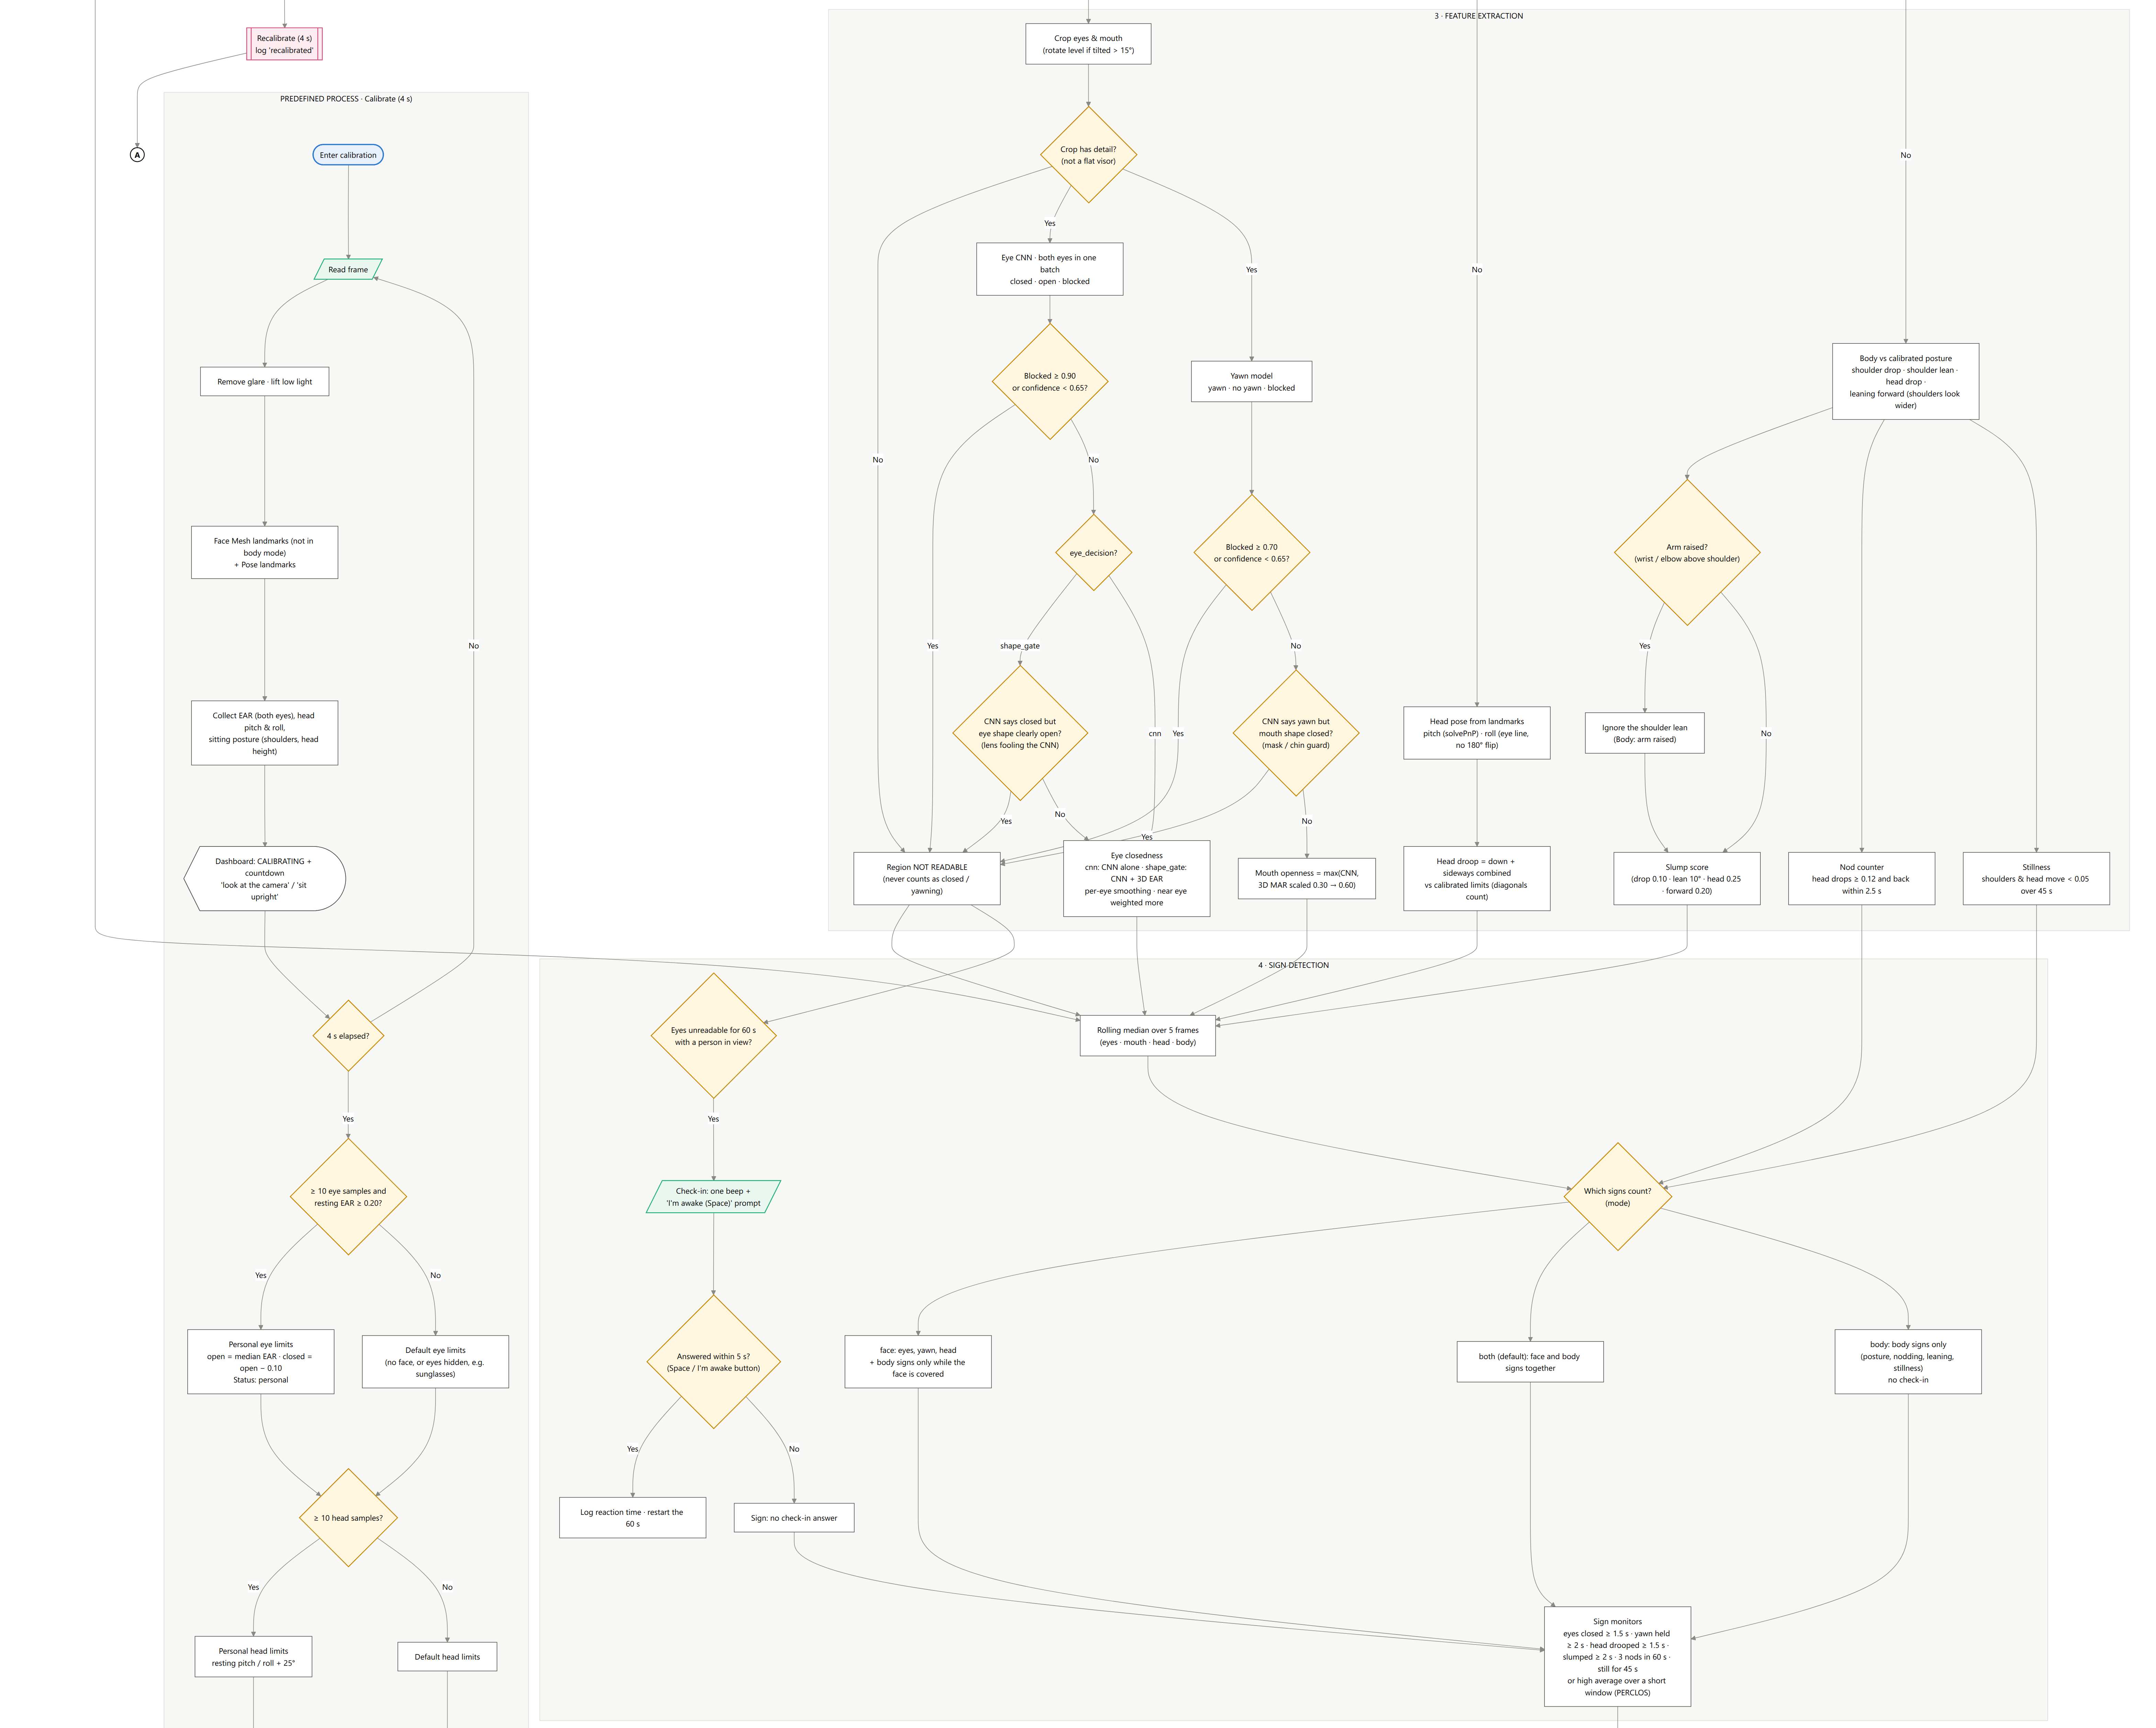 Recalibrate (4 s)
log 'recalibrated'
A
PREDEFINED PROCESS · Calibrate (4 s)
Enter calibration
Read frame
Remove glare · lift low light
Face Mesh landmarks (not in
body mode)
+ Pose landmarks
No
Collect EAR (both eyes), head
pitch & roll,
sitting posture (shoulders, head
height)
Dashboard: CALIBRATING +
countdown
'look at the camera' / 'sit
upright'
4 s elapsed?
Yes
≥ 10 eye samples and
resting EAR ≥ 0.20?
Yes
No
Personal eye limits
open = median EAR · closed =
open − 0.10
Status: personal
Default eye limits
(no face, or eyes hidden, e.g.
sunglasses)
≥ 10 head samples?
Yes
No
Personal head limits
resting pitch / roll + 25°
Default head limits
3 · FEATURE EXTRACTION
Crop eyes & mouth
(rotate level if tilted > 15°)
Crop has detail?
(not a flat visor)
No
Yes
Yes
No
No
Eye CNN · both eyes in one
batch
closed · open · blocked
Blocked ≥ 0.90
or confidence < 0.65?
Yawn model
yawn · no yawn · blocked
Body vs calibrated posture
shoulder drop · shoulder lean ·
head drop ·
leaning forward (shoulders look
wider)
No
Yes
eye_decision?
Blocked ≥ 0.70
or confidence < 0.65?
Arm raised?
(wrist / elbow above shoulder)
shape_gate
cnn
Yes
No
Yes
No
CNN says closed but
eye shape clearly open?
(lens fooling the CNN)
CNN says yawn but
mouth shape closed?
(mask / chin guard)
Head pose from landmarks
pitch (solvePnP) · roll (eye line,
no 180° flip)
Ignore the shoulder lean
(Body: arm raised)
Yes
No
Yes
No
Region NOT READABLE
(never counts as closed /
yawning)
Eye closedness
cnn: CNN alone · shape_gate:
CNN + 3D EAR
per-eye smoothing · near eye
weighted more
Mouth openness = max(CNN,
3D MAR scaled 0.30 → 0.60)
Head droop = down +
sideways combined
vs calibrated limits (diagonals
count)
Slump score
(drop 0.10 · lean 10° · head 0.25
· forward 0.20)
Nod counter
head drops ≥ 0.12 and back
within 2.5 s
Stillness
shoulders & head move < 0.05
over 45 s
4 · SIGN DETECTION
Eyes unreadable for 60 s
with a person in view?
Rolling median over 5 frames
(eyes · mouth · head · body)
Yes
Check-in: one beep +
'I'm awake (Space)' prompt
Which signs count?
(mode)
Answered within 5 s?
(Space / I'm awake button)
face: eyes, yawn, head
+ body signs only while the
face is covered
both (default): face and body
signs together
body: body signs only
(posture, nodding, leaning,
stillness)
no check-in
Yes
No
Log reaction time · restart the
60 s
Sign: no check-in answer
Sign monitors
eyes closed ≥ 1.5 s · yawn held
≥ 2 s · head drooped ≥ 1.5 s ·
slumped ≥ 2 s · 3 nods in 60 s ·
still for 45 s
or high average over a short
window (PERCLOS)